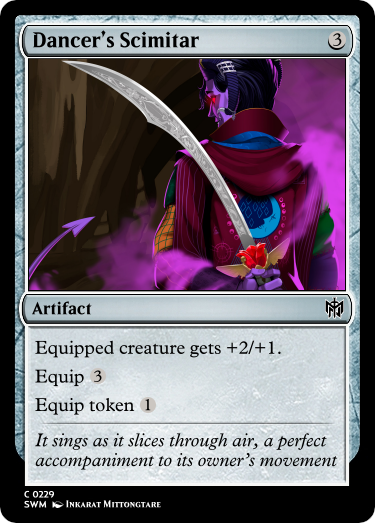 Dancer's Scimitar 3
Artifact
Equipped creature gets +2/+1.
Equip 3
Equip token 1
It sings as it slices through air, a perfect
accompaniment to its owner's movement
C 0229
SWM Inkarat Mittongtare